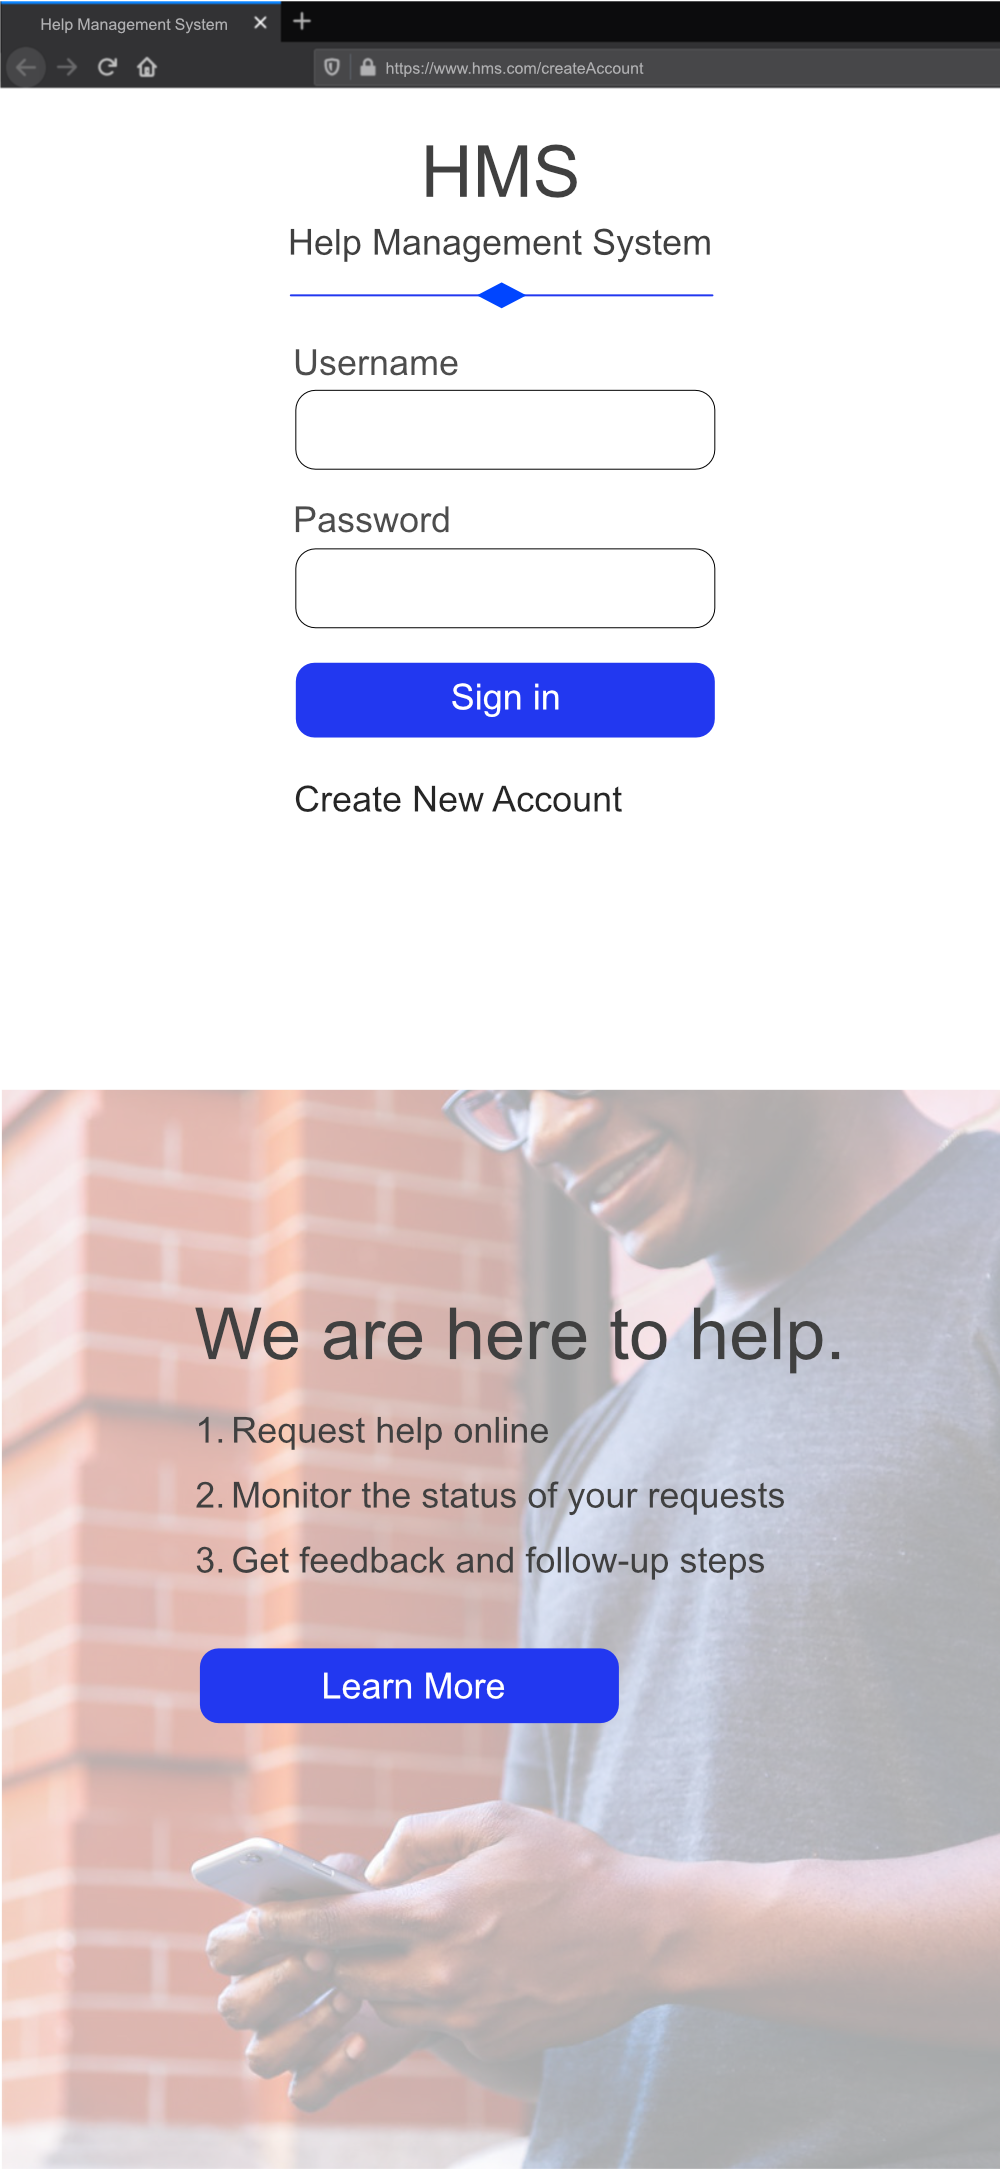 Help Management System
https://www.hms.com/createAccount
HMS
Help Management System
Username
Password
Sign in
Create New Account
We are here to help.
1. Request help online
2. Monitor the status of your requests
3. Get feedback and follow-up steps
Learn More